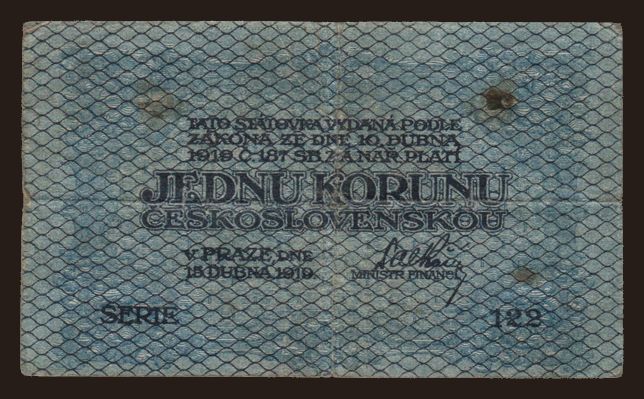 TATO STÁTOVKA VYDANÁ PODLE
ZÁKONA ZE DNE 10. DUBNA
1919 Č. 187 SB. Z. A NAŘ. PLATÍ
JEDNU KORUNU
ČESKOSLOVENSKOU
V PRAZE DNE
15. DUBNA 1919.
MINISTR FINANCÍ
SERIE 122